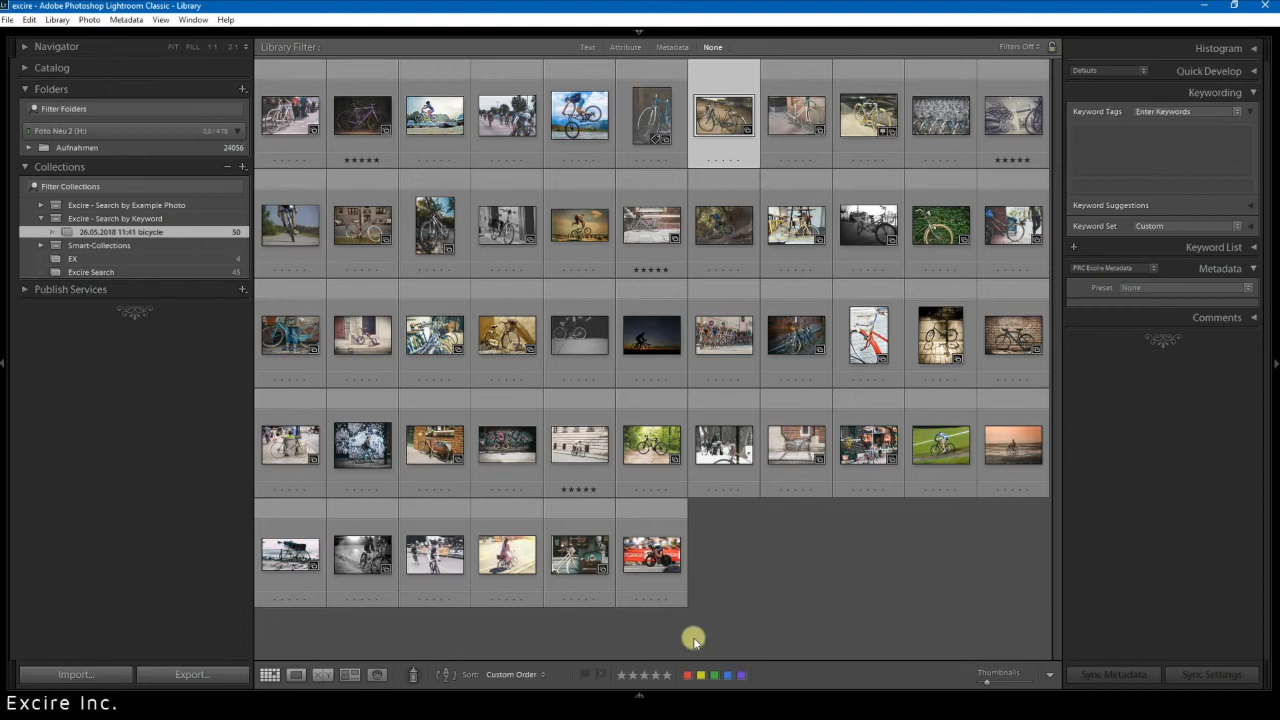 excire - Adobe Photoshop Lightroom Classic - Library
File Edit Library Photo Metadata View Window Help
Navigator FIT FILL 1:1 2:1
Catalog
Folders
Filter Folders
Foto Neu 2 (H:)
Aufnahmen 24056
Collections
Filter Collections
Excire - Search by Example Photo
Excire - Search by Keyword
26.05.2018 11:41 bicycle 50
Smart-Collections
EX 4
Excire Search 45
Publish Services
Import... Export...
Library Filter : Text Attribute Metadata None Filters Off
Sort: Custom Order Thumbnails
Histogram
Defaults Quick Develop
Keywording
Keyword Tags Enter Keywords
Keyword Suggestions
Keyword Set Custom
Keyword List
PRC Excire Metadata Metadata
Preset None
Comments
Sync Metadata Sync Settings
Excire Inc.